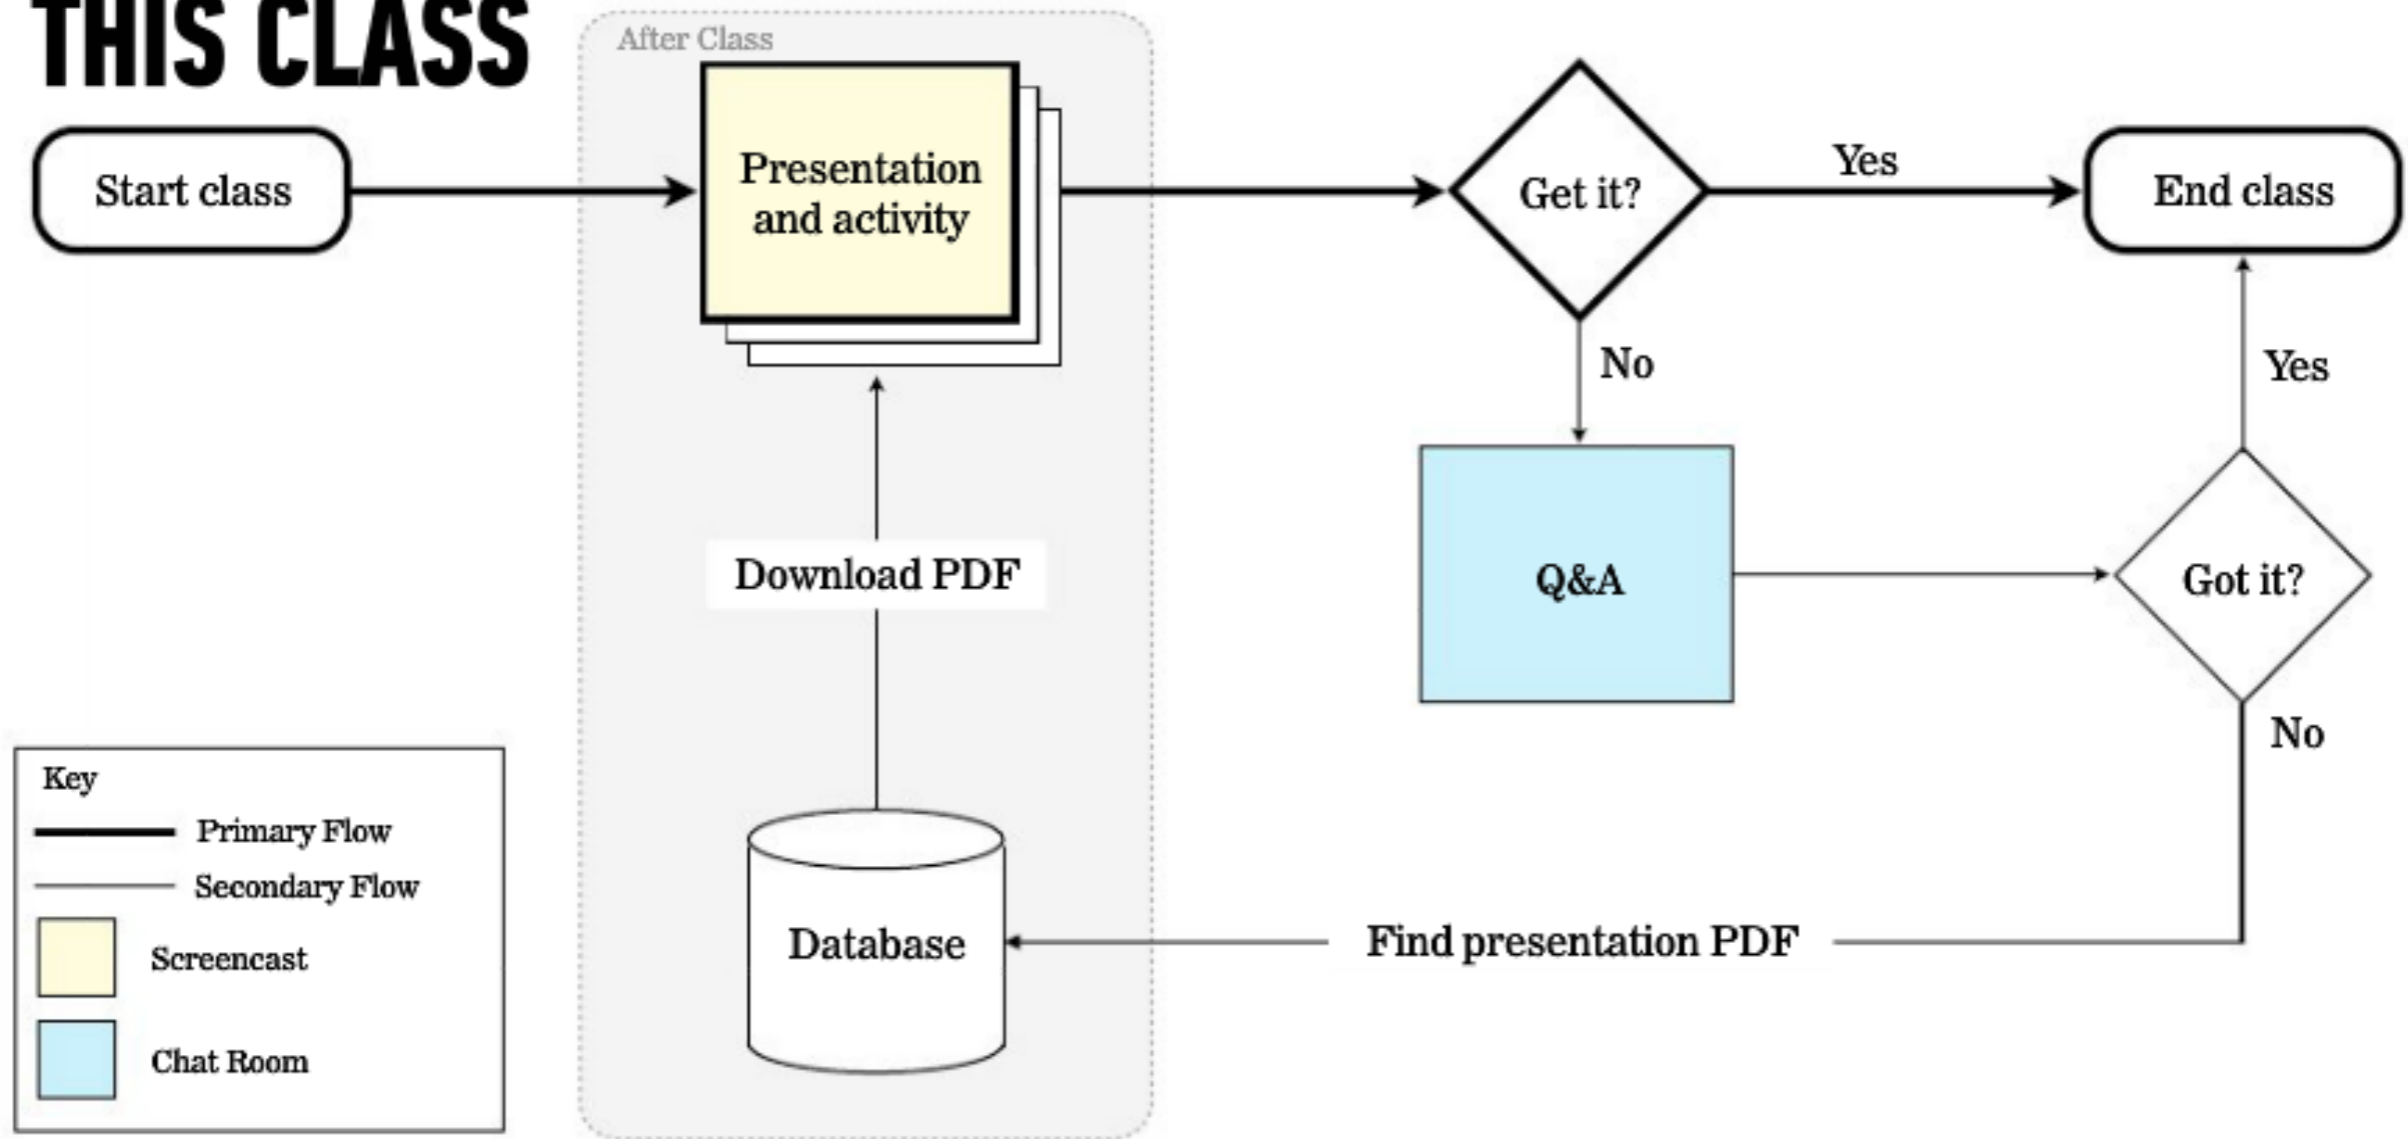 THIS CLASS
After Class
Start class
Presentation
and activity
Get it?
Yes
End class
No
Yes
Download PDF
Q&A
Got it?
No
Database
Find presentation PDF
Key
Primary Flow
Secondary Flow
Screencast
Chat Room